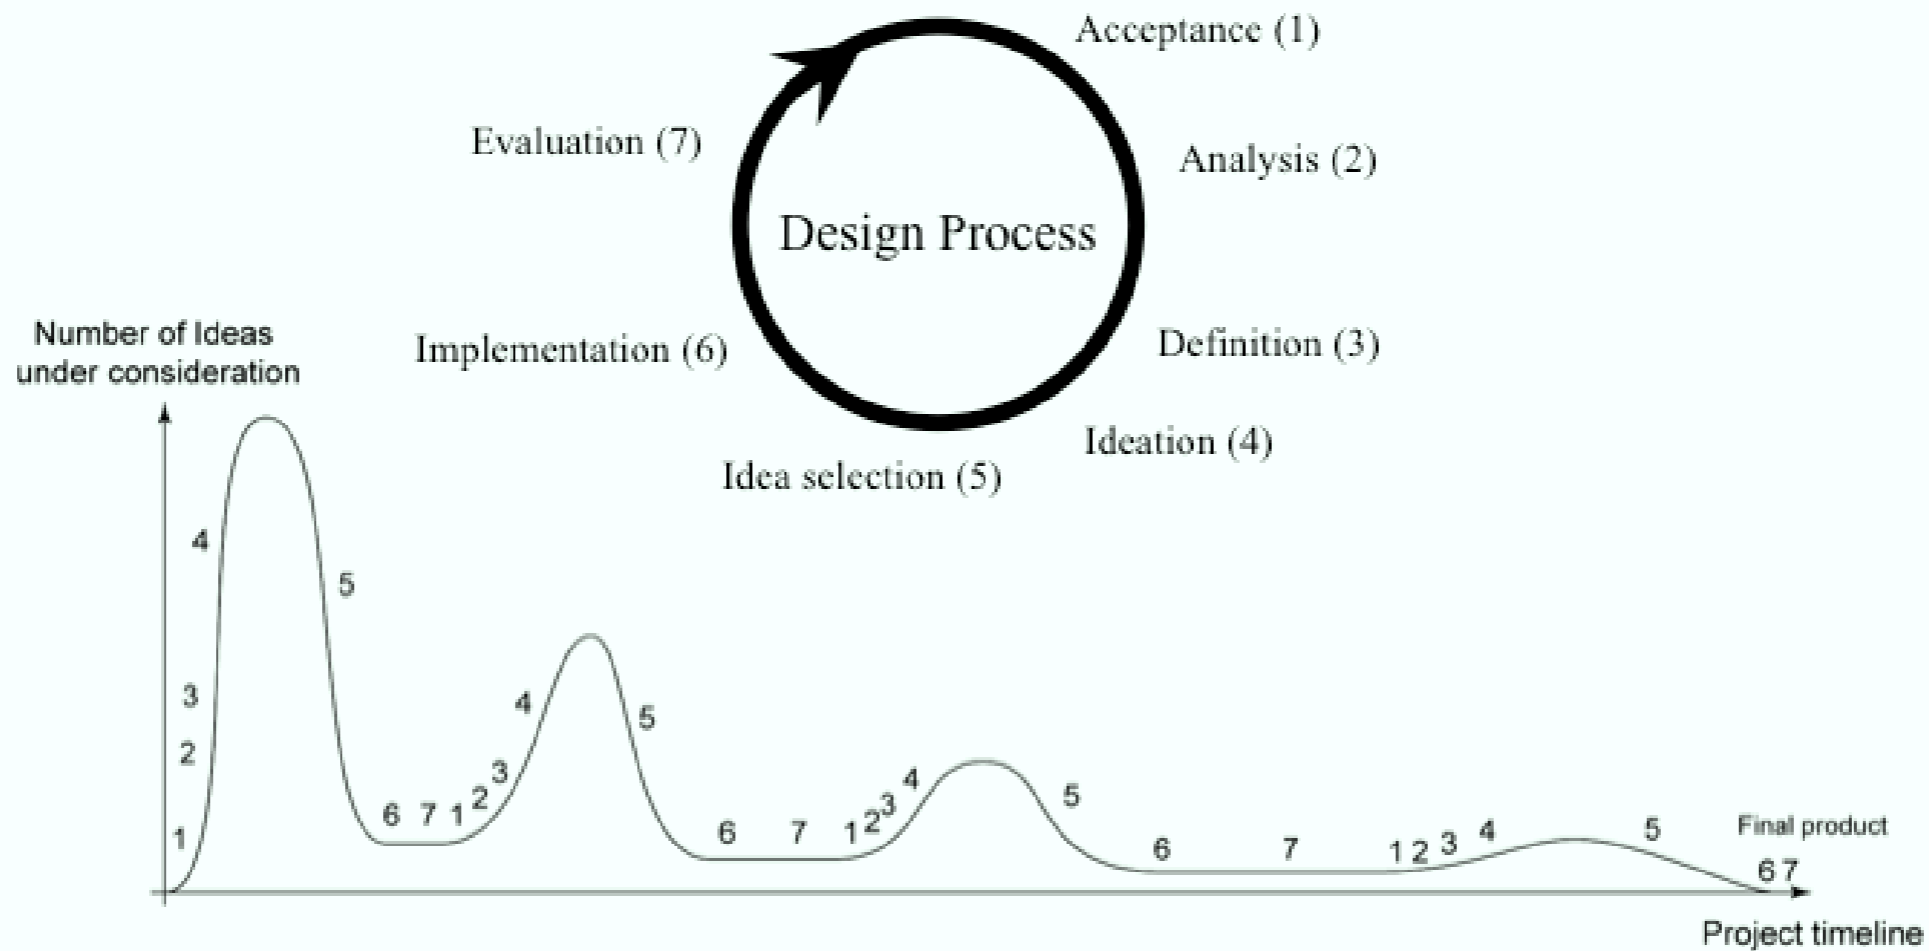 Acceptance (1)
Evaluation (7)
Analysis (2)
Design Process
Number of Ideas
under consideration
Implementation (6)
Definition (3)
Ideation (4)
Idea selection (5)
4
5
3
2
1
6 7 1 2 3
4
5
6 7 1 2 3 4
5
6 7 1 2 3 4
5
Final product
6 7
Project timeline